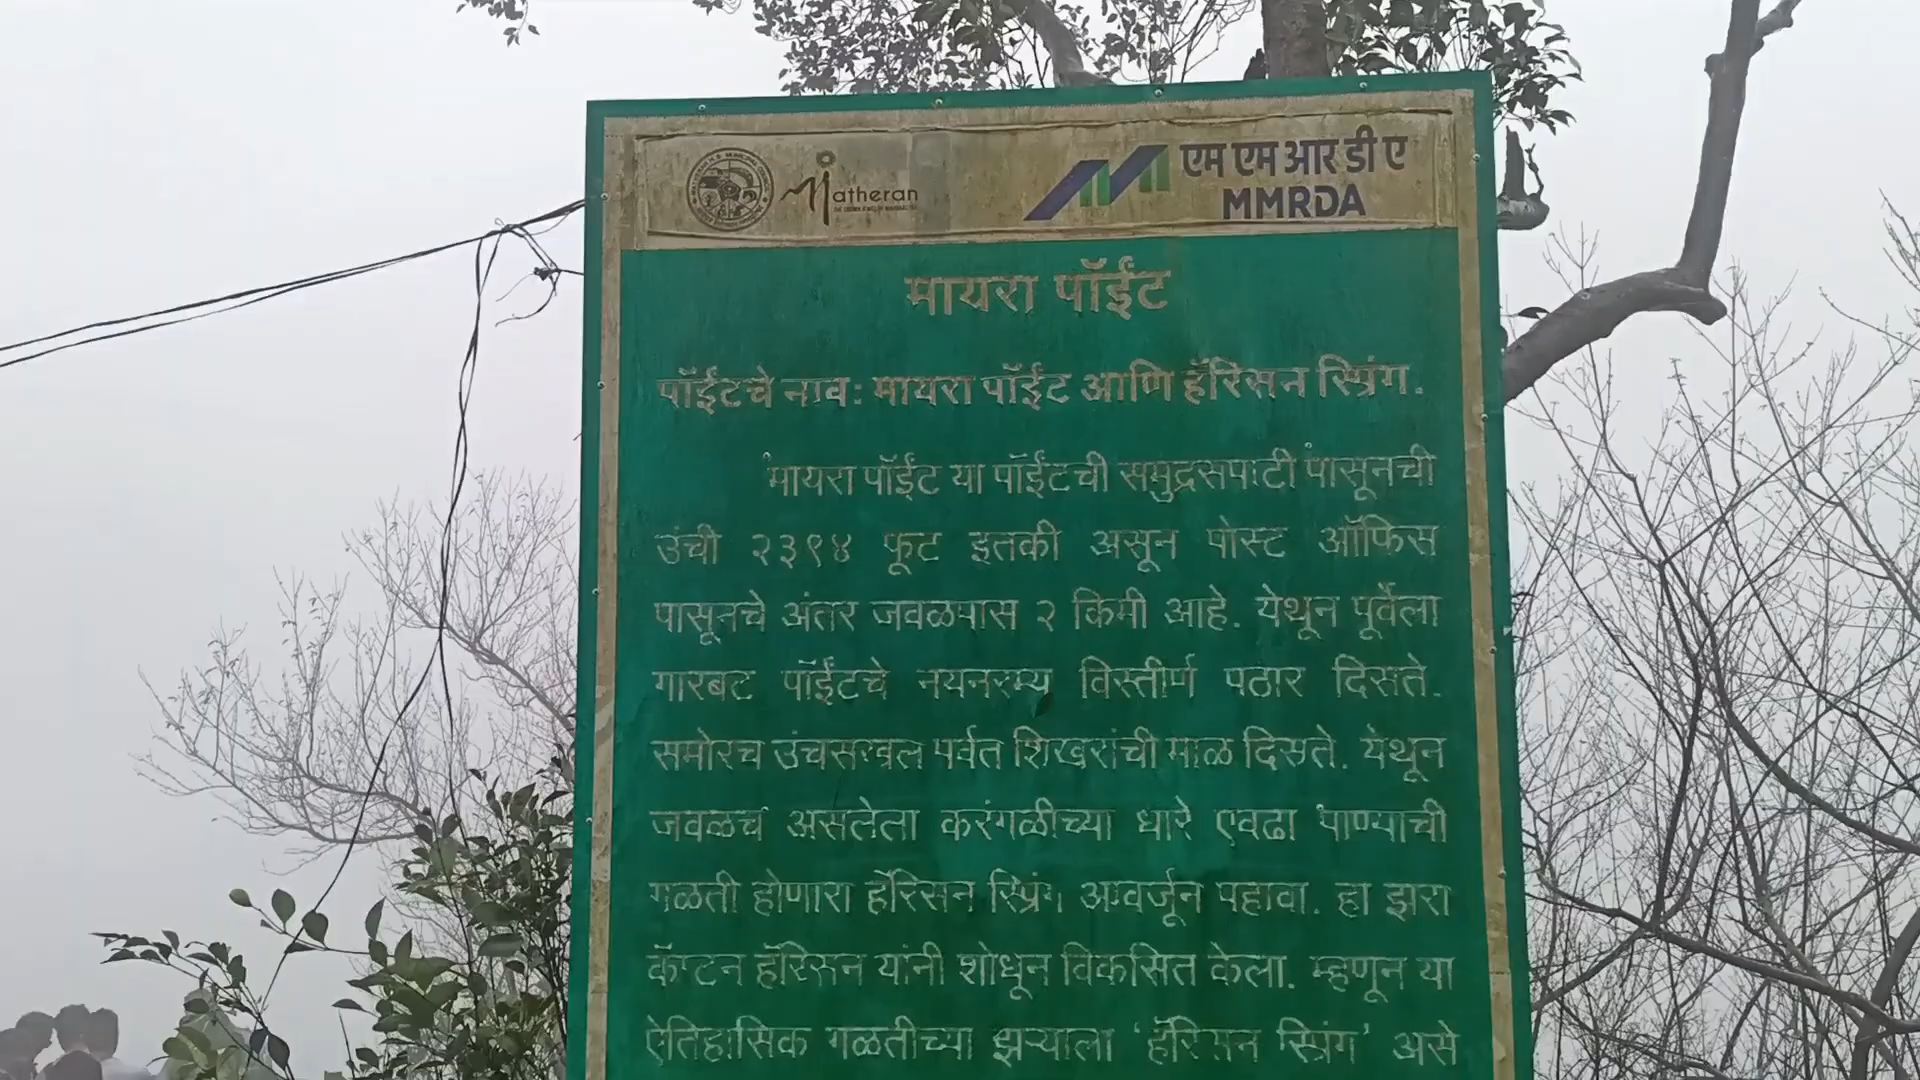 Matheran
एम एम आर डी ए
MMRDA
मायरा पॉईंट
पॉईंटचे नाव: मायरा पॉईंट आणि हॅरिसन स्प्रिंग.
मायरा पॉईंट या पॉईंटची समुद्रसपाटी पासूनची
उंची २३९४ फूट इतकी असून पोस्ट ऑफिस
पासूनचे अंतर जवळपास २ किमी आहे. येथून पूर्वेला
गारबट पॉईंटचे नयनरम्य विस्तीर्ण पठार दिसते.
समोरच उंचसखल पर्वत शिखरांची माळ दिसते. येथून
जवळच असलेला करंगळीच्या धारे एवढा पाण्याची
गळती होणारा हॅरिसन स्प्रिंग आवर्जून पहावा. हा झरा
कॅप्टन हॅरिसन यांनी शोधून विकसित केला. म्हणून या
ऐतिहासिक गळतीच्या झऱ्याला 'हॅरिसन स्प्रिंग' असे